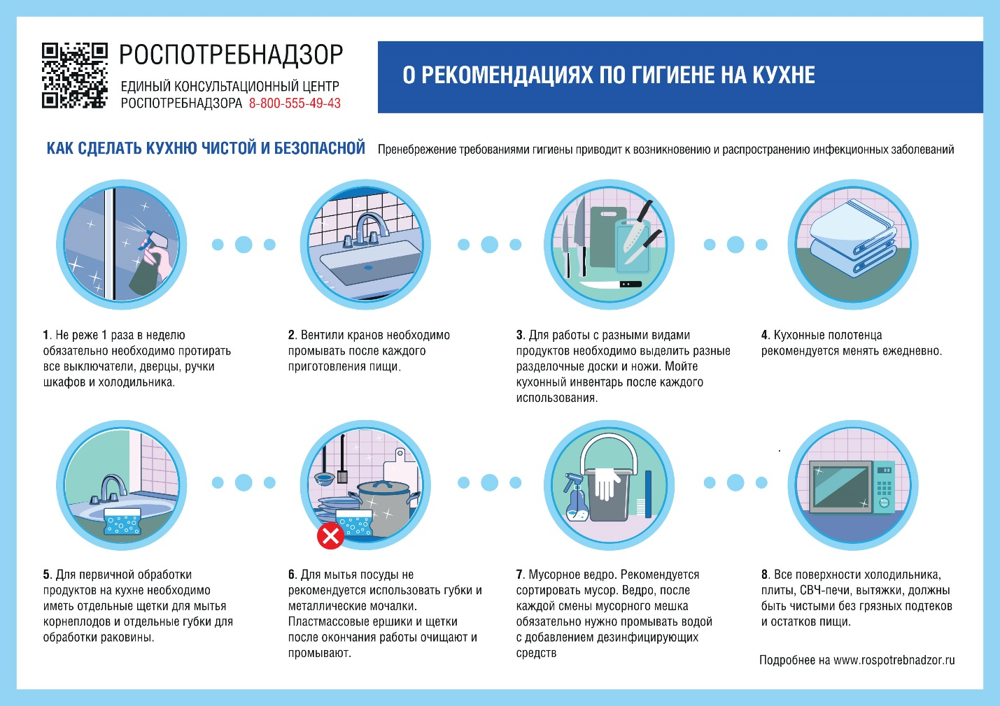 РОСПОТРЕБНАДЗОР
ЕДИНЫЙ КОНСУЛЬТАЦИОННЫЙ ЦЕНТР
РОСПОТРЕБНАДЗОРА 8-800-555-49-43
О РЕКОМЕНДАЦИЯХ ПО ГИГИЕНЕ НА КУХНЕ
КАК СДЕЛАТЬ КУХНЮ ЧИСТОЙ И БЕЗОПАСНОЙ
Пренебрежение требованиями гигиены приводит к возникновению и распространению инфекционных заболеваний
1. Не реже 1 раза в неделю
обязательно необходимо протирать
все выключатели, дверцы, ручки
шкафов и холодильника.
2. Вентили кранов необходимо
промывать после каждого
приготовления пищи.
3. Для работы с разными видами
продуктов необходимо выделить разные
разделочные доски и ножи. Мойте
кухонный инвентарь после каждого
использования.
4. Кухонные полотенца
рекомендуется менять ежедневно.
5. Для первичной обработки
продуктов на кухне необходимо
иметь отдельные щетки для мытья
корнеплодов и отдельные губки для
обработки раковины.
6. Для мытья посуды не
рекомендуется использовать губки и
металлические мочалки.
Пластмассовые ершики и щетки
после окончания работы очищают и
промывают.
7. Мусорное ведро. Рекомендуется
сортировать мусор. Ведро, после
каждой смены мусорного мешка
обязательно нужно промывать водой
с добавлением дезинфицирующих
средств
8. Все поверхности холодильника,
плиты, СВЧ-печи, вытяжки, должны
быть чистыми без грязных подтеков
и остатков пищи.
Подробнее на www.rospotrebnadzor.ru